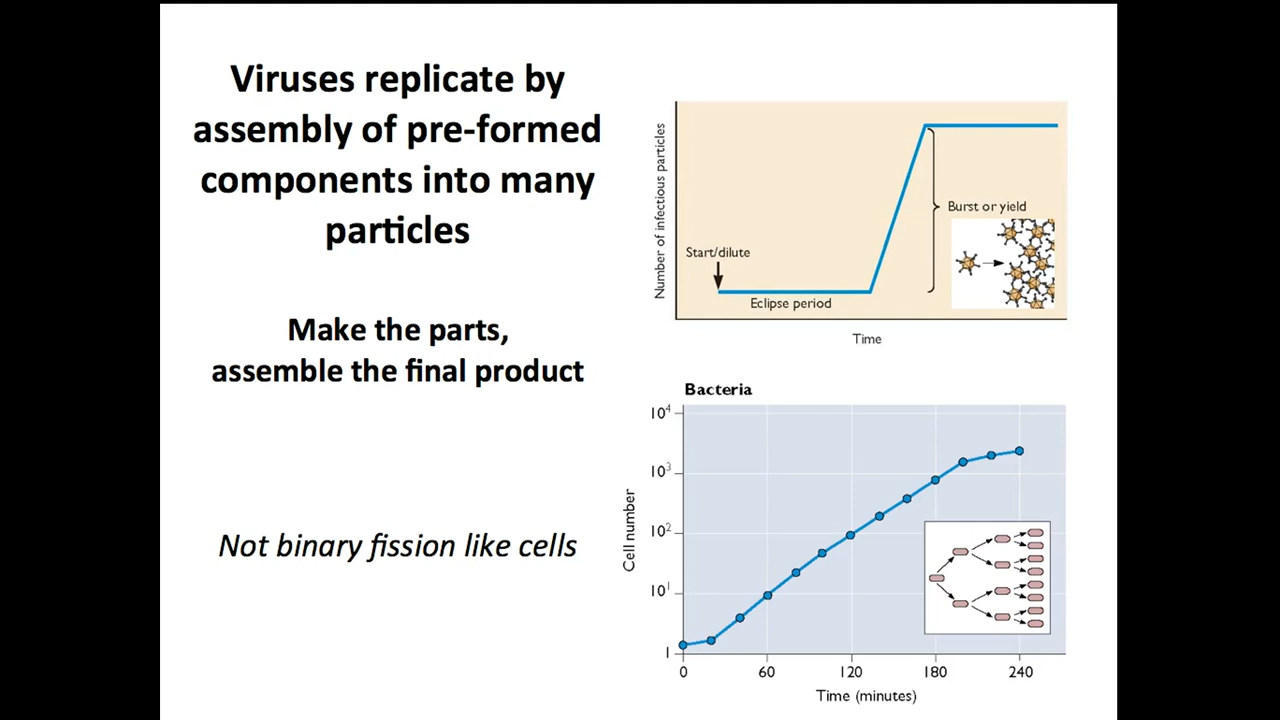 Viruses replicate by
assembly of pre-formed
components into many
particles
Make the parts,
assemble the final product
Not binary fission like cells
Number of infectious particles
Start/dilute
Eclipse period
Burst or yield
Time
Bacteria
Cell number
10⁴
10³
10²
10¹
1
0 60 120 180 240
Time (minutes)